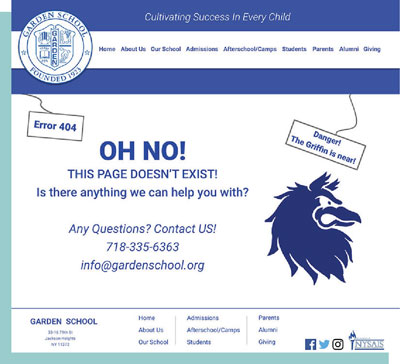 Cultivating Success In Every Child
GARDEN SCHOOL
GARDEN
FOUNDED 1923
Home About Us Our School Admissions Afterschool/Camps Students Parents Alumni Giving
Error 404
Danger!
The Griffin is near!
OH NO!
THIS PAGE DOESN'T EXIST!
Is there anything we can help you with?
Any Questions? Contact US!
718-335-6363
info@gardenschool.org
GARDEN SCHOOL
Jackson Heights
Home
About Us
Our School
Admissions
Afterschool/Camps
Students
Parents
Alumni
Giving
NYSAIS